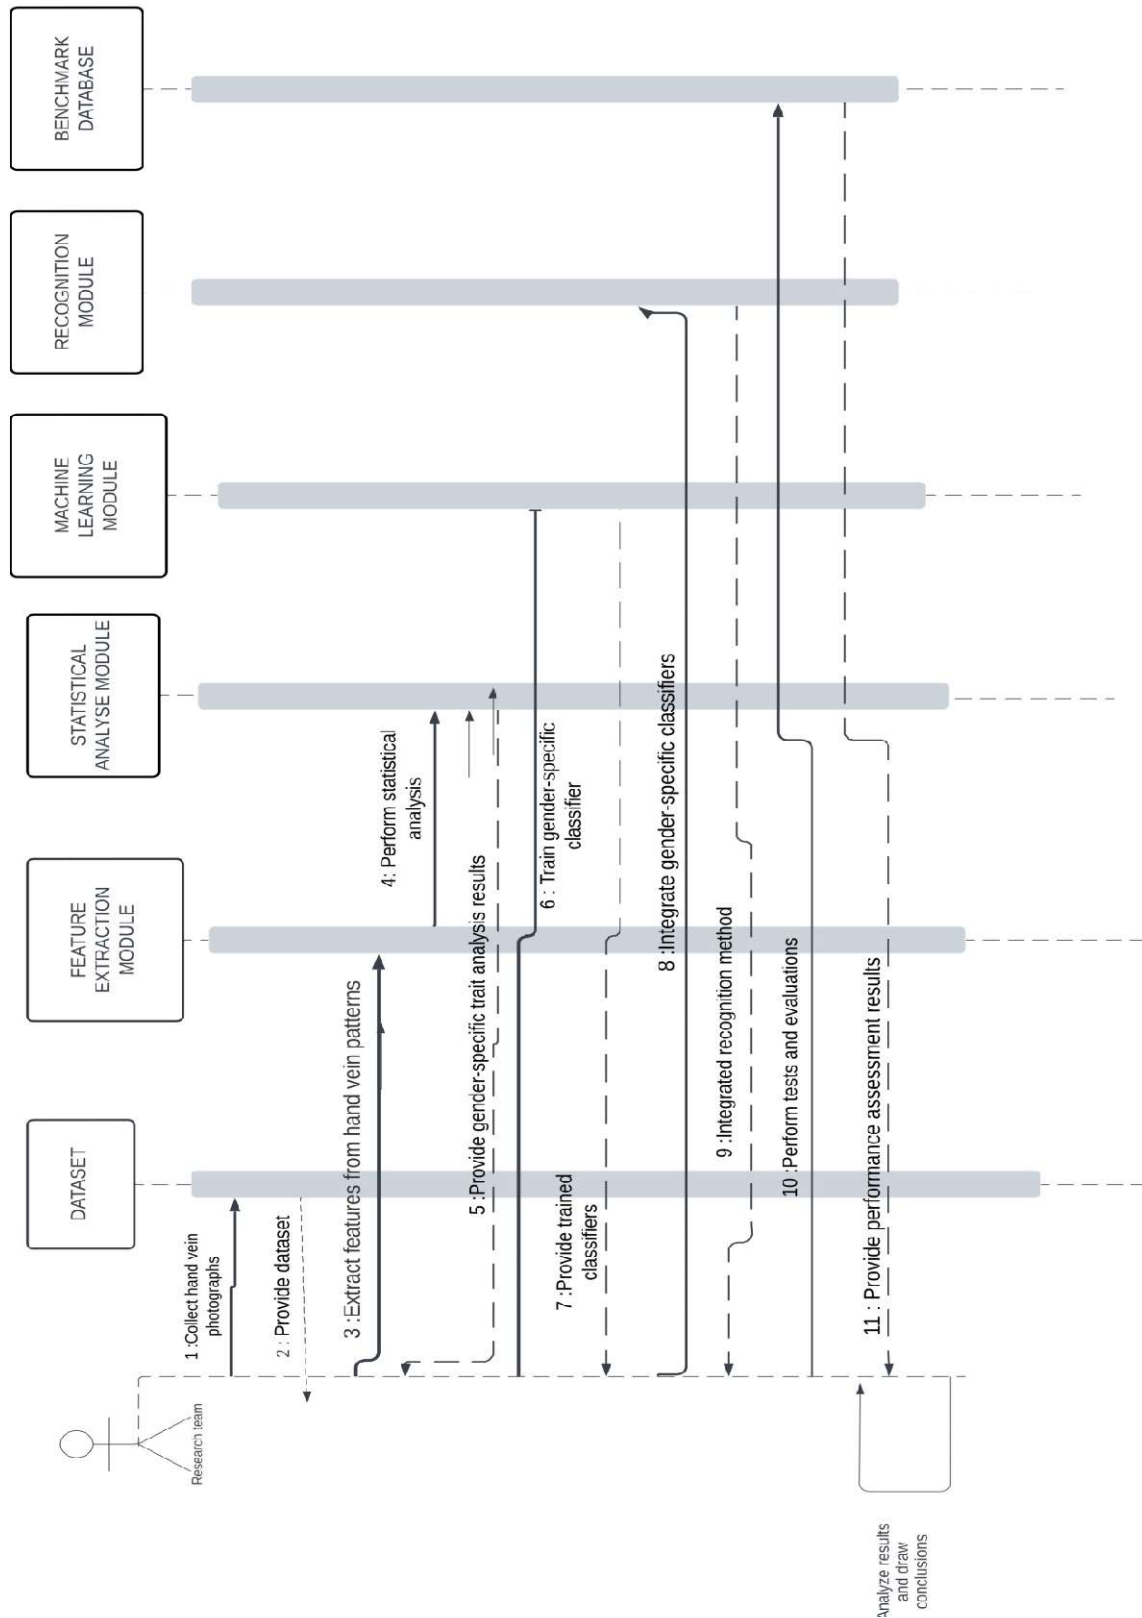 Research team
DATASET
FEATURE
EXTRACTION
MODULE
STATISTICAL
ANALYSE MODULE
MACHINE
LEARNING
MODULE
RECOGNITION
MODULE
BENCHMARK
DATABASE
1 :Collect hand vein
photographs
2 : Provide dataset
3 :Extract features from hand vein patterns
4: Perform statistical
analysis
5 :Provide gender-specific trait analysis results
6 : Train gender-specific
classifier
7 :Provide trained
classifiers
8 :Integrate gender-specific classifiers
9 :Integrated recognition method
10 :Perform tests and evaluations
11 : Provide performance assessment results
Analyze results
and draw
conclusions